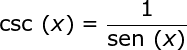 csc (x) = 1 / sen (x)